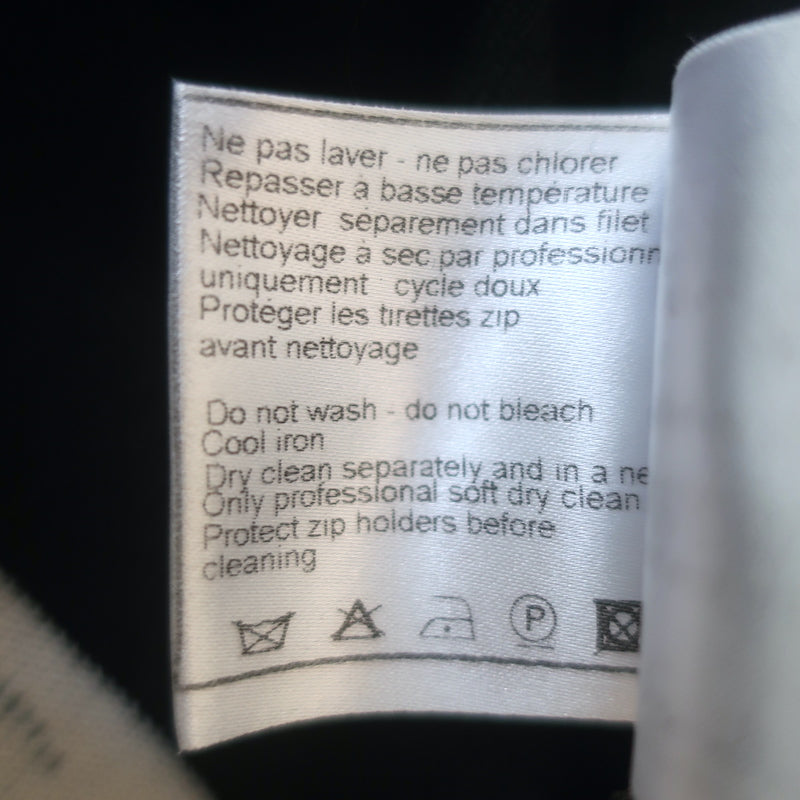 Ne pas laver - ne pas chlorer
Repasser à basse température
Nettoyer séparement dans filet
Nettoyage à sec par professionn
uniquement cycle doux
Protéger les tirettes zip
avant nettoyage
Do not wash - do not bleach
Cool iron
Dry clean separately and in a ne
Only professional soft dry clean
Protect zip holders before
cleaning
P